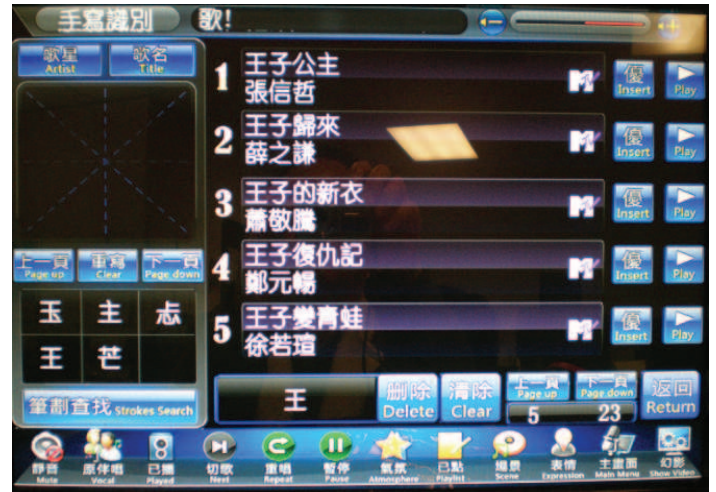 手寫識別
歌!
歌星
Artist
歌名
Title
1
王子公主
張信哲
優
Insert
Play
2
王子歸來
薛之謙
優
Insert
Play
3
王子的新衣
蕭敬騰
優
Insert
Play
4
王子復仇記
鄭元暢
優
Insert
Play
5
王子變青蛙
徐若瑄
優
Insert
Play
上一頁
Page up
重寫
Clear
下一頁
Page down
玉 主 忐
王 芒
筆劃查找 Strokes Search
王
刪除
Delete
清除
Clear
上一頁
Page up
5
下一頁
Page down
23
返回
Return
靜音
Mute
原伴唱
Vocal
已播
Played
切歌
Next
重唱
Repeat
暫停
Pause
氣氛
Atmosphere
已點
Playlist
場景
Scene
表情
Expression
主畫面
Main Menu
幻影
Show Video